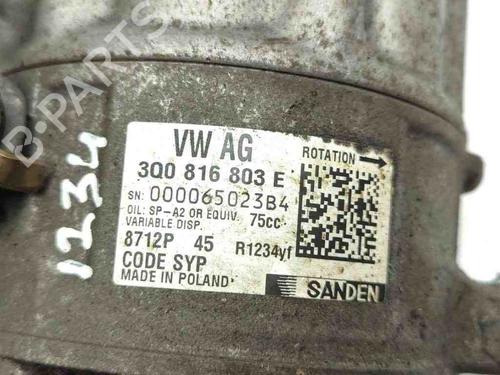 VW AG
ROTATION
3Q0 816 803 E
SN: 000065023B4
OIL: SP-A2 OR EQUIV. 75cc
VARIABLE DISP.
8712P 45 R1234yf
CODE SYP
MADE IN POLAND
SANDEN
1234